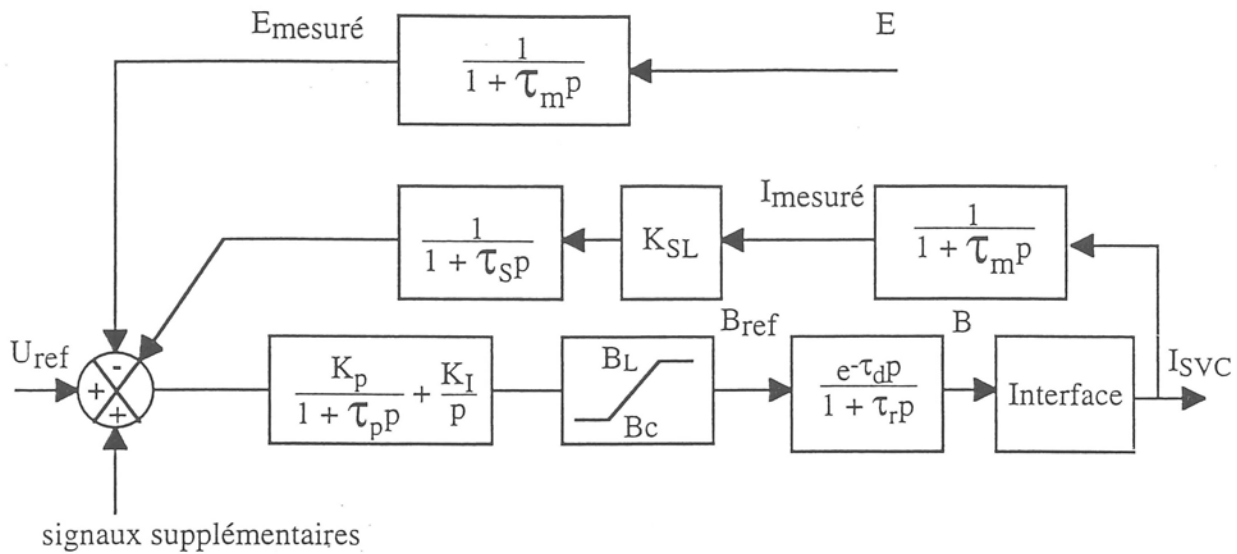 Emesuré
E
1
1 + τmp
Imesuré
1
1 + τSp
KSL
1
1 + τmp
Uref
-
+
+
Kp
1 + τpp
+
KI
p
BL
Bc
Bref
e-τdp
1 + τrp
B
Interface
ISVC
signaux supplémentaires